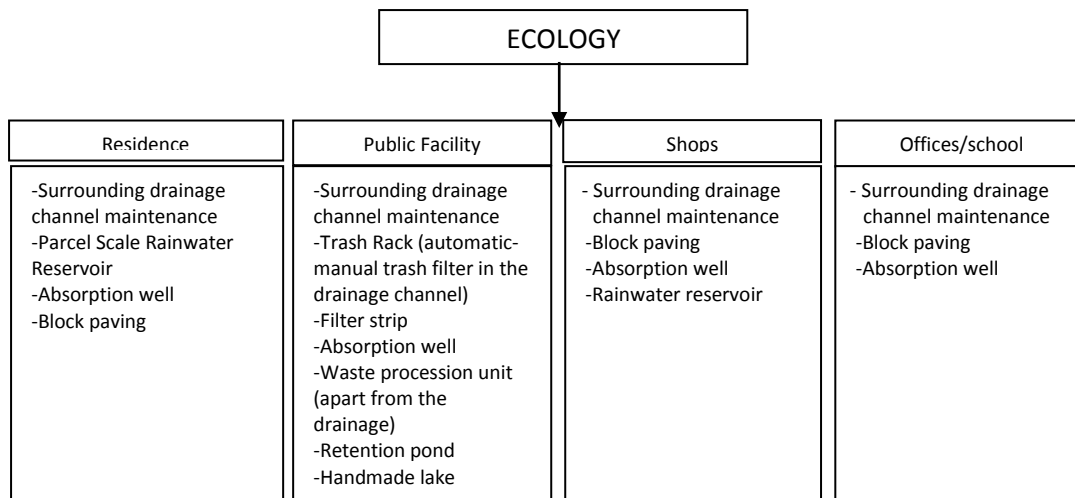 ECOLOGY
Residence
-Surrounding drainage
channel maintenance
-Parcel Scale Rainwater
Reservoir
-Absorption well
-Block paving
Public Facility
-Surrounding drainage
channel maintenance
-Trash Rack (automatic-
manual trash filter in the
drainage channel)
-Filter strip
-Absorption well
-Waste procession unit
(apart from the
drainage)
-Retention pond
-Handmade lake
Shops
- Surrounding drainage
channel maintenance
-Block paving
-Absorption well
-Rainwater reservoir
Offices/school
- Surrounding drainage
channel maintenance
-Block paving
-Absorption well